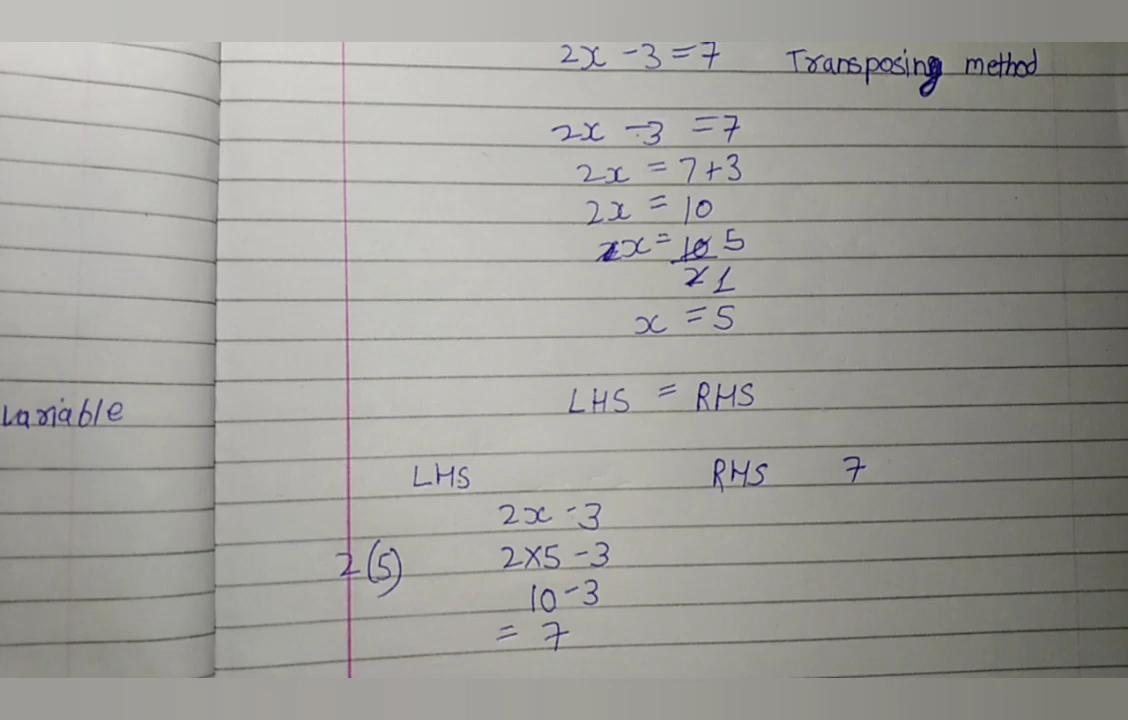 2x - 3 = 7 Transposing method
2x - 3 = 7
2x = 7 + 3
2x = 10
2x = 10 5
2 1
x = 5
LHS = RHS
variable
LHS RHS 7
2x - 3
2(5) 2×5 - 3
10 - 3
= 7